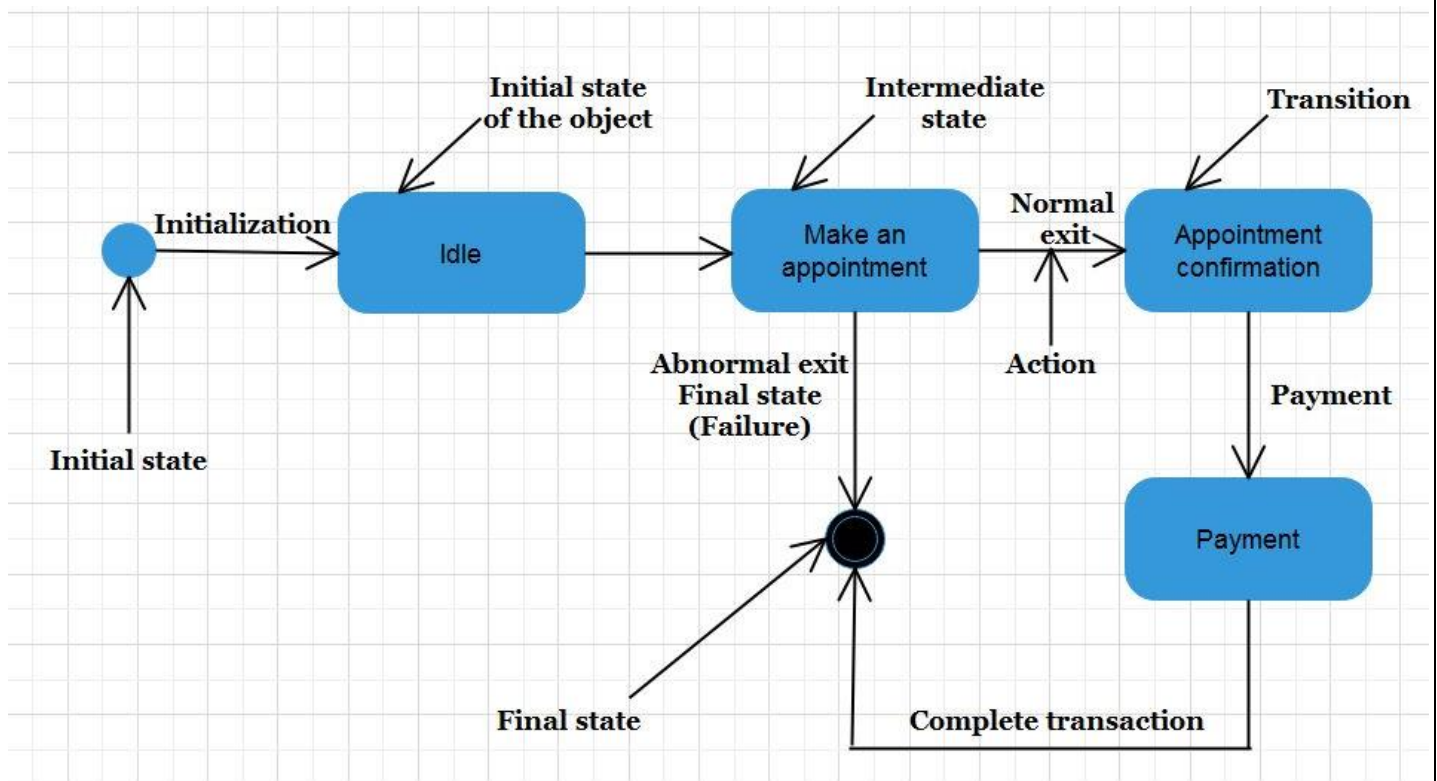 Initial state
of the object
Intermediate
state
Transition
Initialization
Idle
Make an
appointment
Normal
exit
Appointment
confirmation
Abnormal exit
Final state
(Failure)
Action
Payment
Initial state
Payment
Final state
Complete transaction